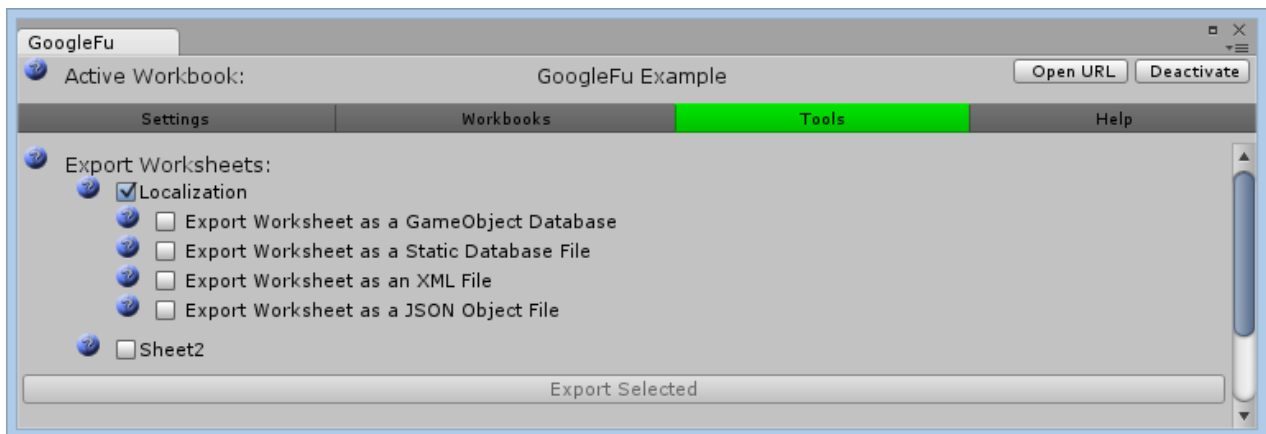 GoogleFu
Active Workbook: GoogleFu Example Open URL Deactivate
Settings Workbooks Tools Help
Export Worksheets:
Localization
Export Worksheet as a GameObject Database
Export Worksheet as a Static Database File
Export Worksheet as an XML File
Export Worksheet as a JSON Object File
Sheet2
Export Selected